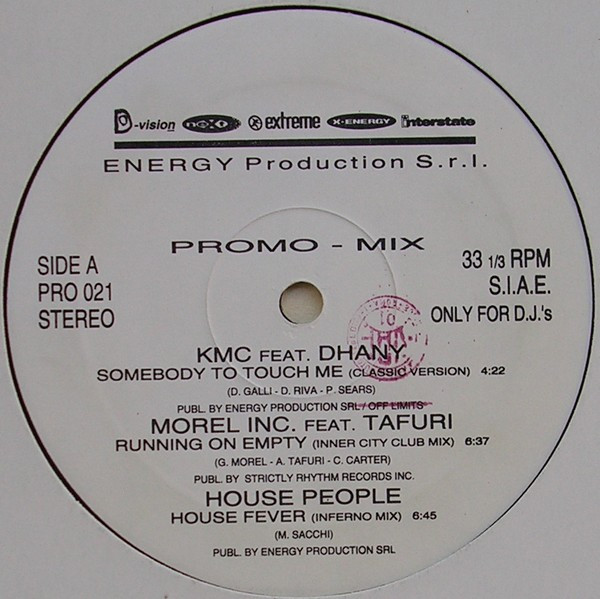 D-vision next extreme X-ENERGY interstate
ENERGY Production S.r.l.
PROMO - MIX
SIDE A
PRO 021
STEREO
33 1/3 RPM
S.I.A.E.
ONLY FOR D.J.'s
KMC FEAT. DHANY
SOMEBODY TO TOUCH ME (CLASSIC VERSION) 4:22
(D. GALLI - D. RIVA - P. SEARS)
PUBL. BY ENERGY PRODUCTION SRL / OFF LIMITS
MOREL INC. FEAT. TAFURI
RUNNING ON EMPTY (INNER CITY CLUB MIX) 6:37
(G. MOREL - A. TAFURI - C. CARTER)
PUBL. BY STRICTLY RHYTHM RECORDS INC.
HOUSE PEOPLE
HOUSE FEVER (INFERNO MIX) 6:45
(M. SACCHI)
PUBL. BY ENERGY PRODUCTION SRL